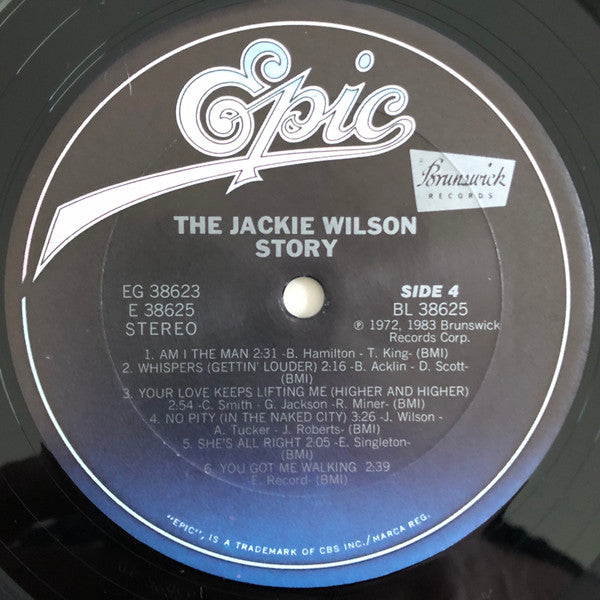 Epic
Brunswick
RECORDS
THE JACKIE WILSON
STORY
EG 38623
E 38625
STEREO
SIDE 4
BL 38625
℗ 1972, 1983 Brunswick
Records Corp.
1. AM I THE MAN 2:31 -B. Hamilton - T. King- (BMI)
2. WHISPERS (GETTIN' LOUDER) 2:16 -B. Acklin - D. Scott-
(BMI)
3. YOUR LOVE KEEPS LIFTING ME (HIGHER AND HIGHER)
2:54 -C. Smith - G. Jackson -R. Miner- (BMI)
4. NO PITY (IN THE NAKED CITY) 3:26 -J. Wilson -
A. Tucker - J. Roberts- (BMI)
5. SHE'S ALL RIGHT 2:05 -E. Singleton-
(BMI)
6. YOU GOT ME WALKING 2:39
E. Record- (BMI)
"EPIC", IS A TRADEMARK OF CBS INC./MARCA REG.